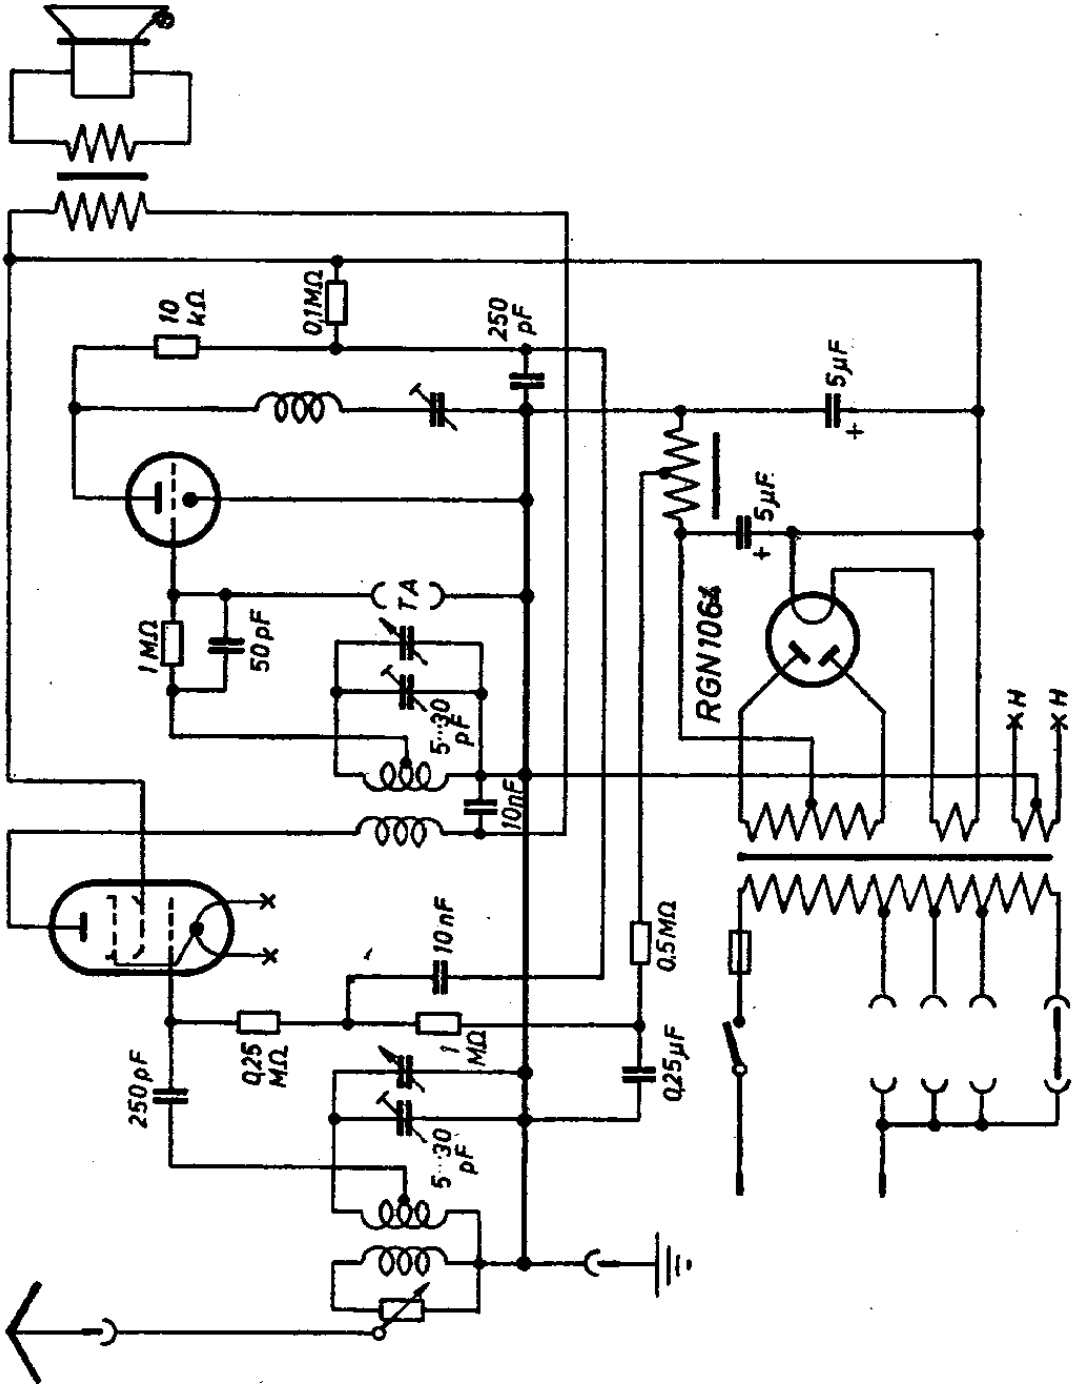 10
kΩ
0,1MΩ
250
pF
5µF
+
5µF
+
1MΩ
50pF
TA
5...30
pF
10nF
RGN1064
H
H
10nF
0,5MΩ
250pF
0,25
MΩ
1
MΩ
0,25µF
5...30
pF